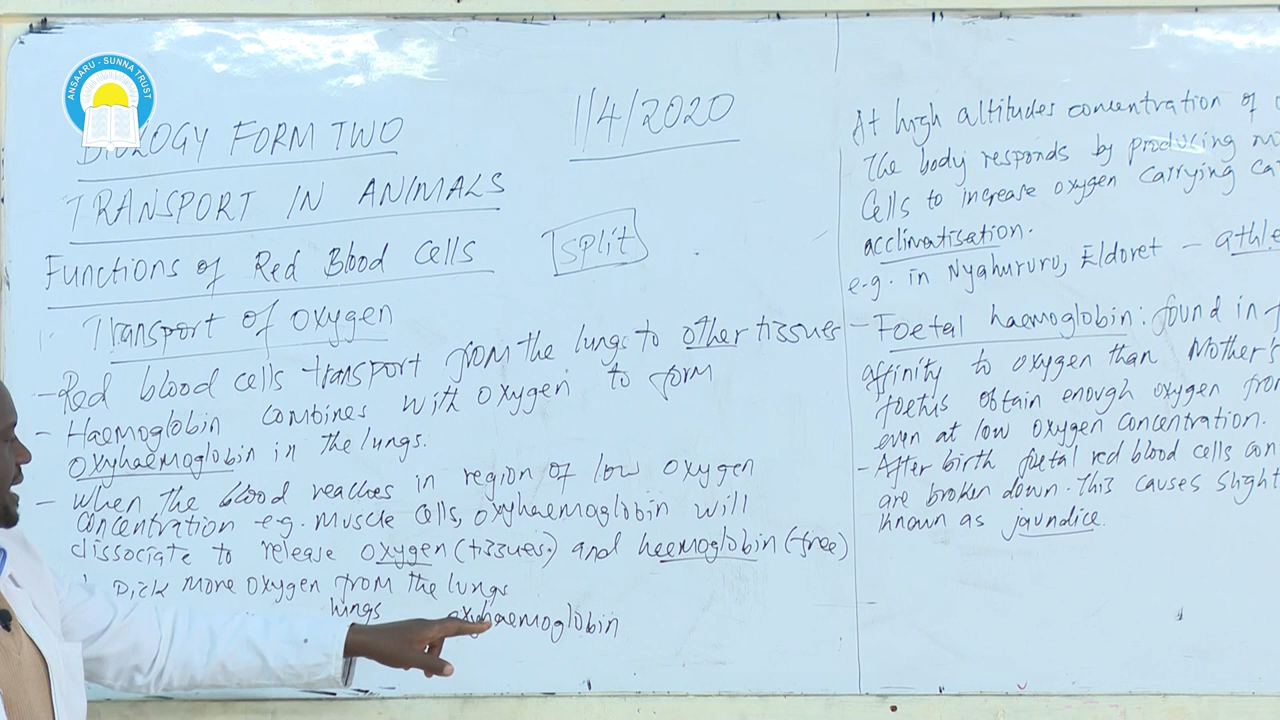 ANSAARU - SUNNA TRUST
BIOLOGY FORM TWO
1/4/2020
TRANSPORT IN ANIMALS
Functions of Red Blood Cells
split
Transport of oxygen
- Red blood cells transport from the lungs to other tissues
- Haemoglobin combines with oxygen to form
oxyhaemoglobin in the lungs.
- When the blood reaches in region of low oxygen
concentration e.g. muscle cells, oxyhaemoglobin will
dissociate to release oxygen (tissues) and haemoglobin (free)
pick more oxygen from the lungs
lungs oxyhaemoglobin
At high altitudes concentration of
The body responds by producing
Cells to increase oxygen carrying
acclimatisation.
e.g. in Nyahururu, Eldoret -
- Foetal haemoglobin: found in
affinity to oxygen than Mother's
foetus obtain enough oxygen
even at low oxygen concentration.
- After birth foetal red blood cells
are broken down. This causes slight
known as jaundice.